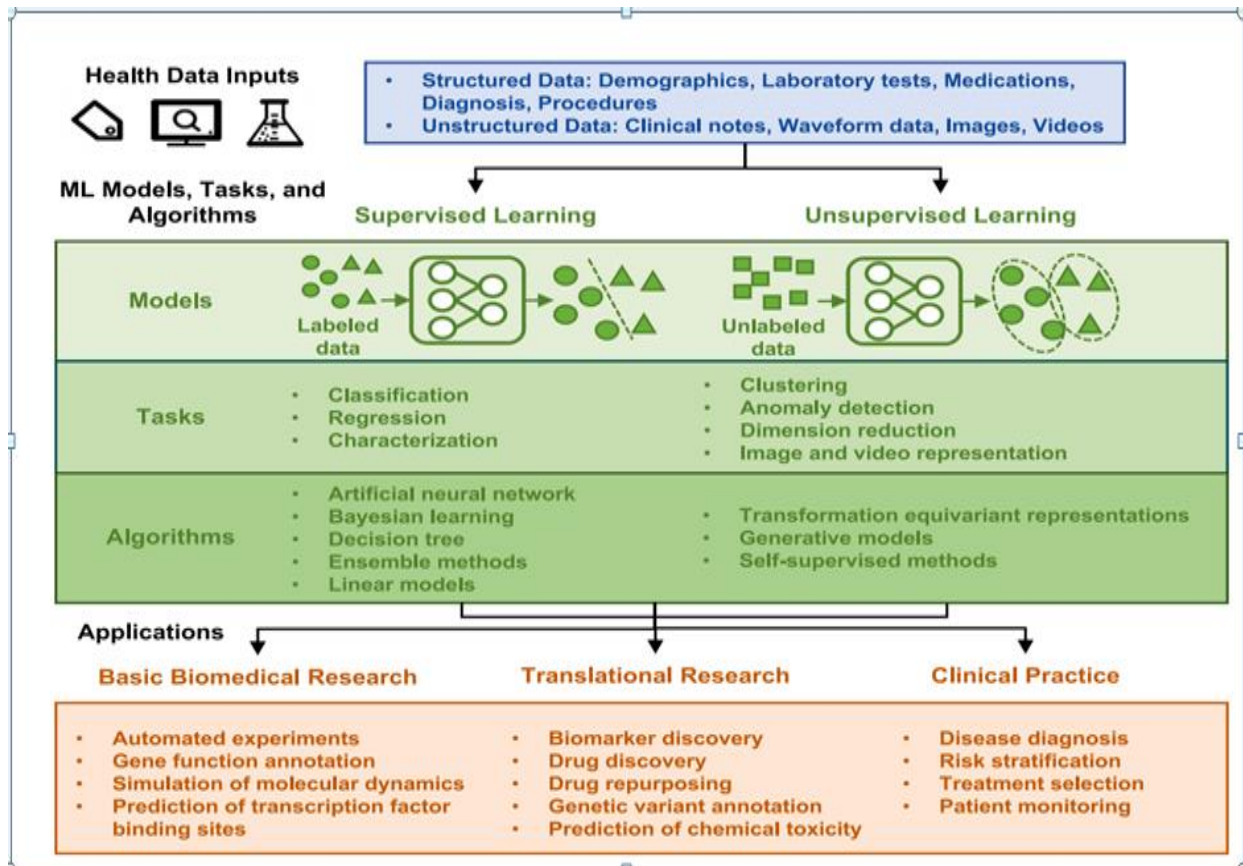 Health Data Inputs
• Structured Data: Demographics, Laboratory tests, Medications,
Diagnosis, Procedures
• Unstructured Data: Clinical notes, Waveform data, Images, Videos
ML Models, Tasks, and
Algorithms
Supervised Learning
Unsupervised Learning
Models
Labeled
data
Unlabeled
data
Tasks
• Classification
• Regression
• Characterization
• Clustering
• Anomaly detection
• Dimension reduction
• Image and video representation
Algorithms
• Artificial neural network
• Bayesian learning
• Decision tree
• Ensemble methods
• Linear models
• Transformation equivariant representations
• Generative models
• Self-supervised methods
Applications
Basic Biomedical Research
Translational Research
Clinical Practice
• Automated experiments
• Gene function annotation
• Simulation of molecular dynamics
• Prediction of transcription factor
binding sites
• Biomarker discovery
• Drug discovery
• Drug repurposing
• Genetic variant annotation
• Prediction of chemical toxicity
• Disease diagnosis
• Risk stratification
• Treatment selection
• Patient monitoring